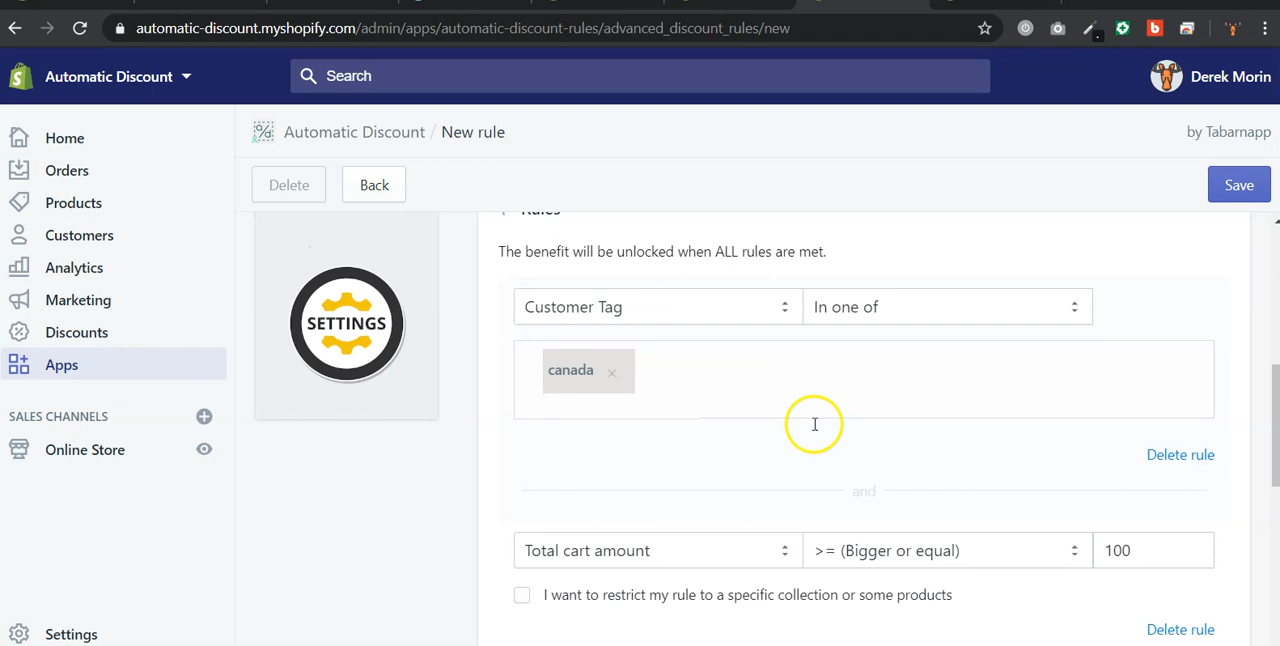 automatic-discount.myshopify.com/admin/apps/automatic-discount-rules/advanced_discount_rules/new
Automatic Discount
Search
Derek Morin
Home
Orders
Products
Customers
Analytics
Marketing
Discounts
Apps
SALES CHANNELS
Online Store
Settings
Automatic Discount / New rule
by Tabarnapp
Delete
Back
Save
SETTINGS
Rules
The benefit will be unlocked when ALL rules are met.
Customer Tag
In one of
canada ×
Delete rule
and
Total cart amount
>= (Bigger or equal)
100
I want to restrict my rule to a specific collection or some products
Delete rule